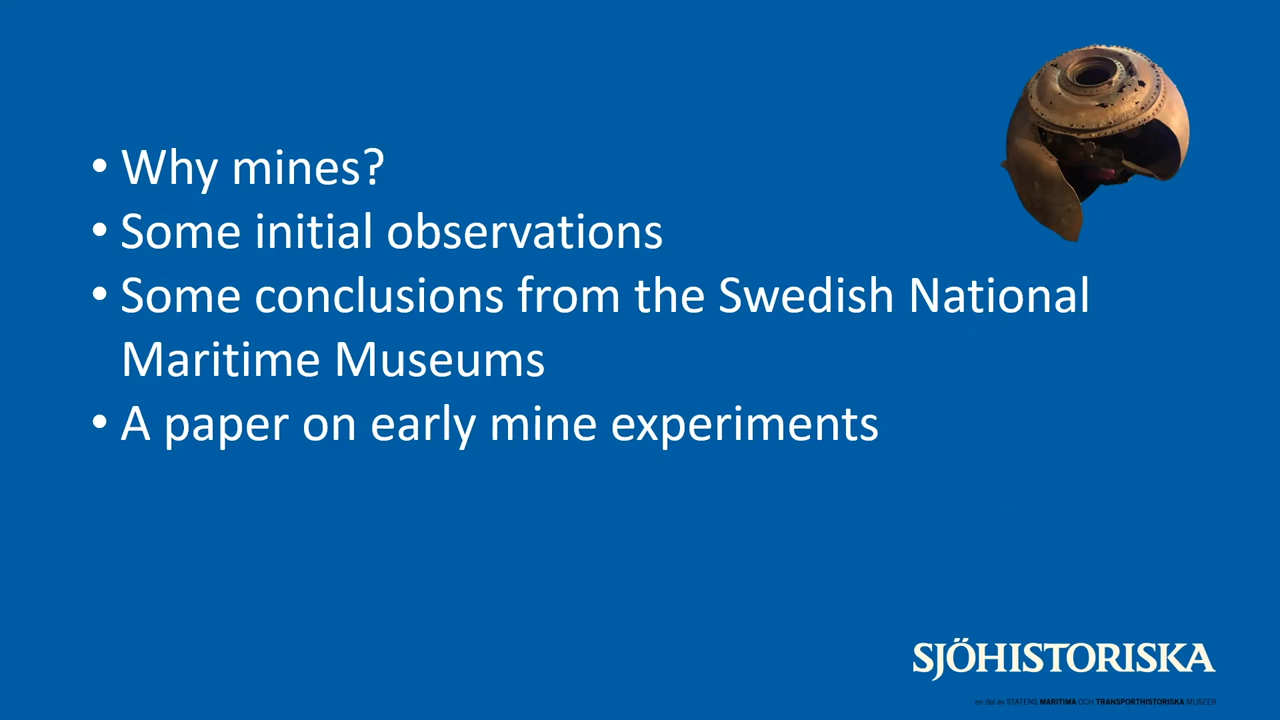 • Why mines?
• Some initial observations
• Some conclusions from the Swedish National
Maritime Museums
• A paper on early mine experiments
SJÖHISTORISKA
en del av STATENS MARITIMA OCH TRANSPORTHISTORISKA MUSEER